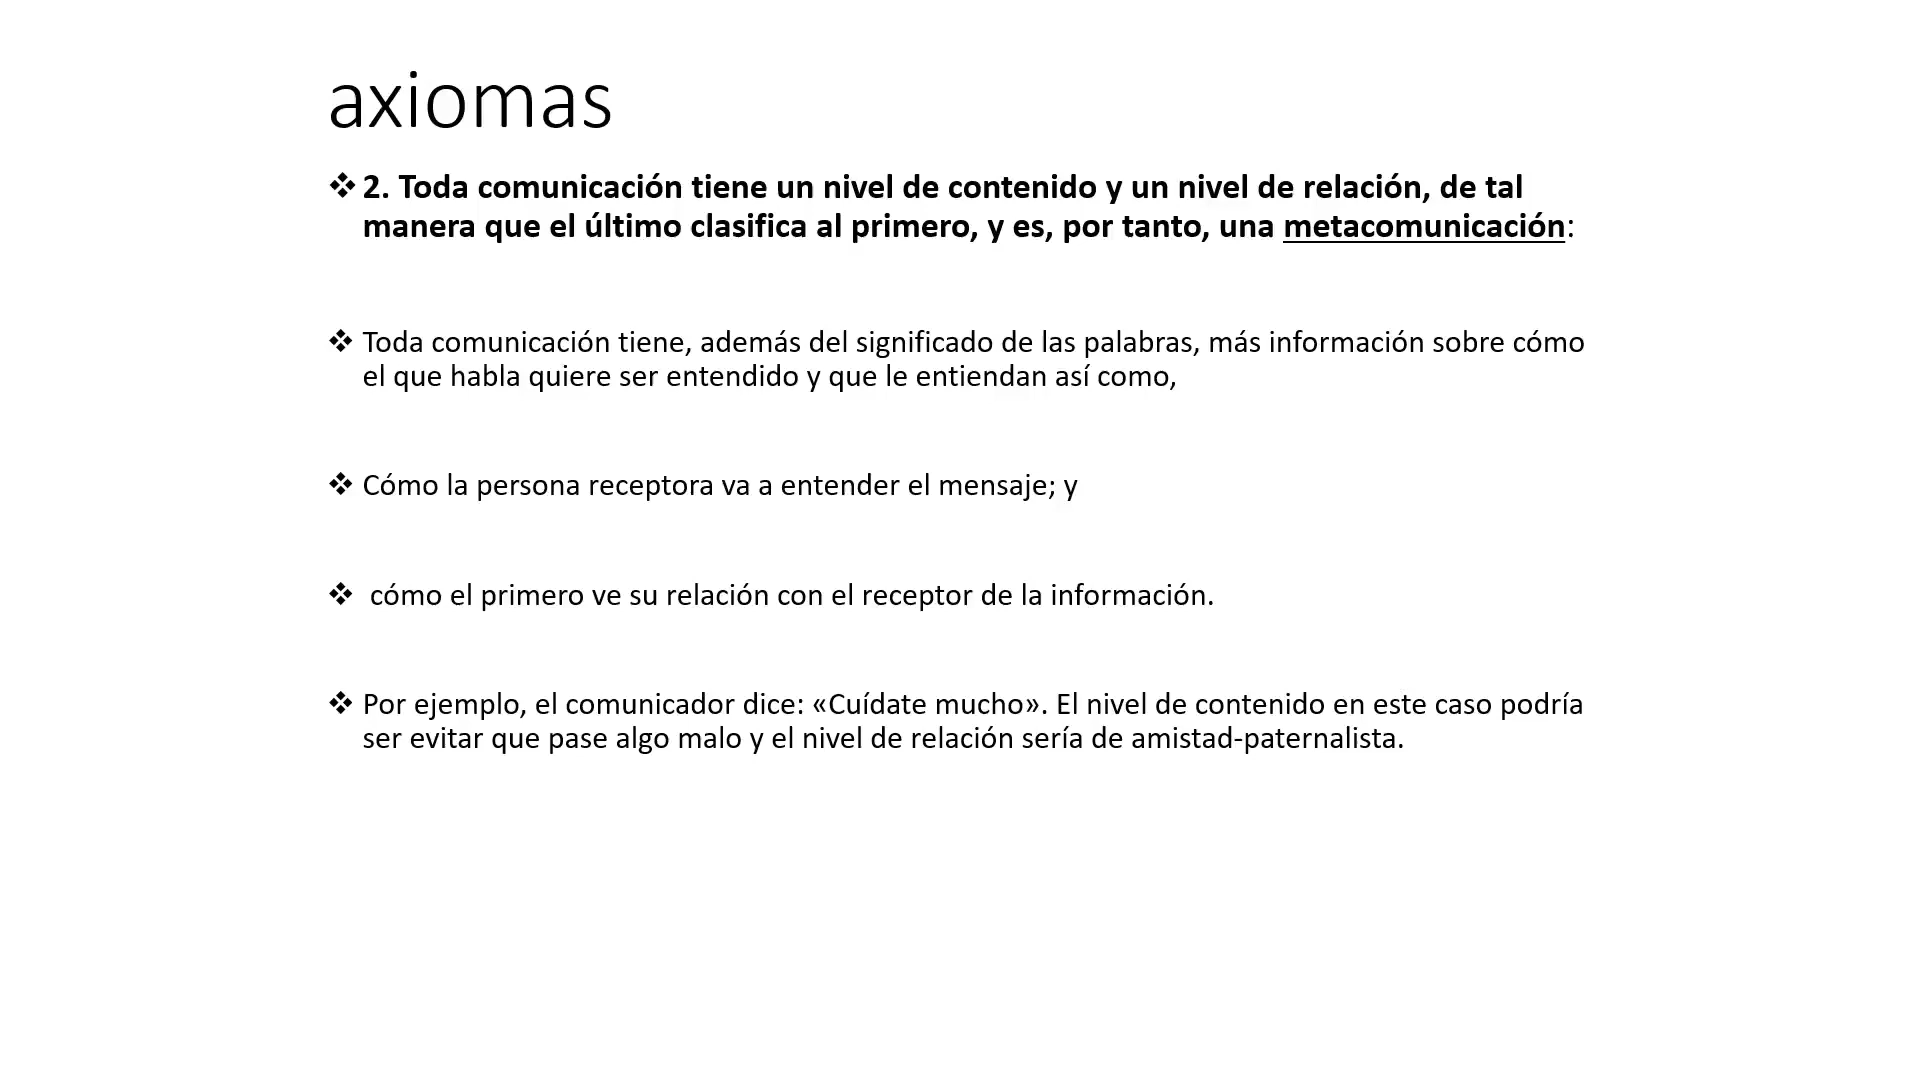 axiomas
❖ 2. Toda comunicación tiene un nivel de contenido y un nivel de relación, de tal
manera que el último clasifica al primero, y es, por tanto, una metacomunicación:
❖ Toda comunicación tiene, además del significado de las palabras, más información sobre cómo
el que habla quiere ser entendido y que le entiendan así como,
❖ Cómo la persona receptora va a entender el mensaje; y
❖ cómo el primero ve su relación con el receptor de la información.
❖ Por ejemplo, el comunicador dice: «Cuídate mucho». El nivel de contenido en este caso podría
ser evitar que pase algo malo y el nivel de relación sería de amistad-paternalista.